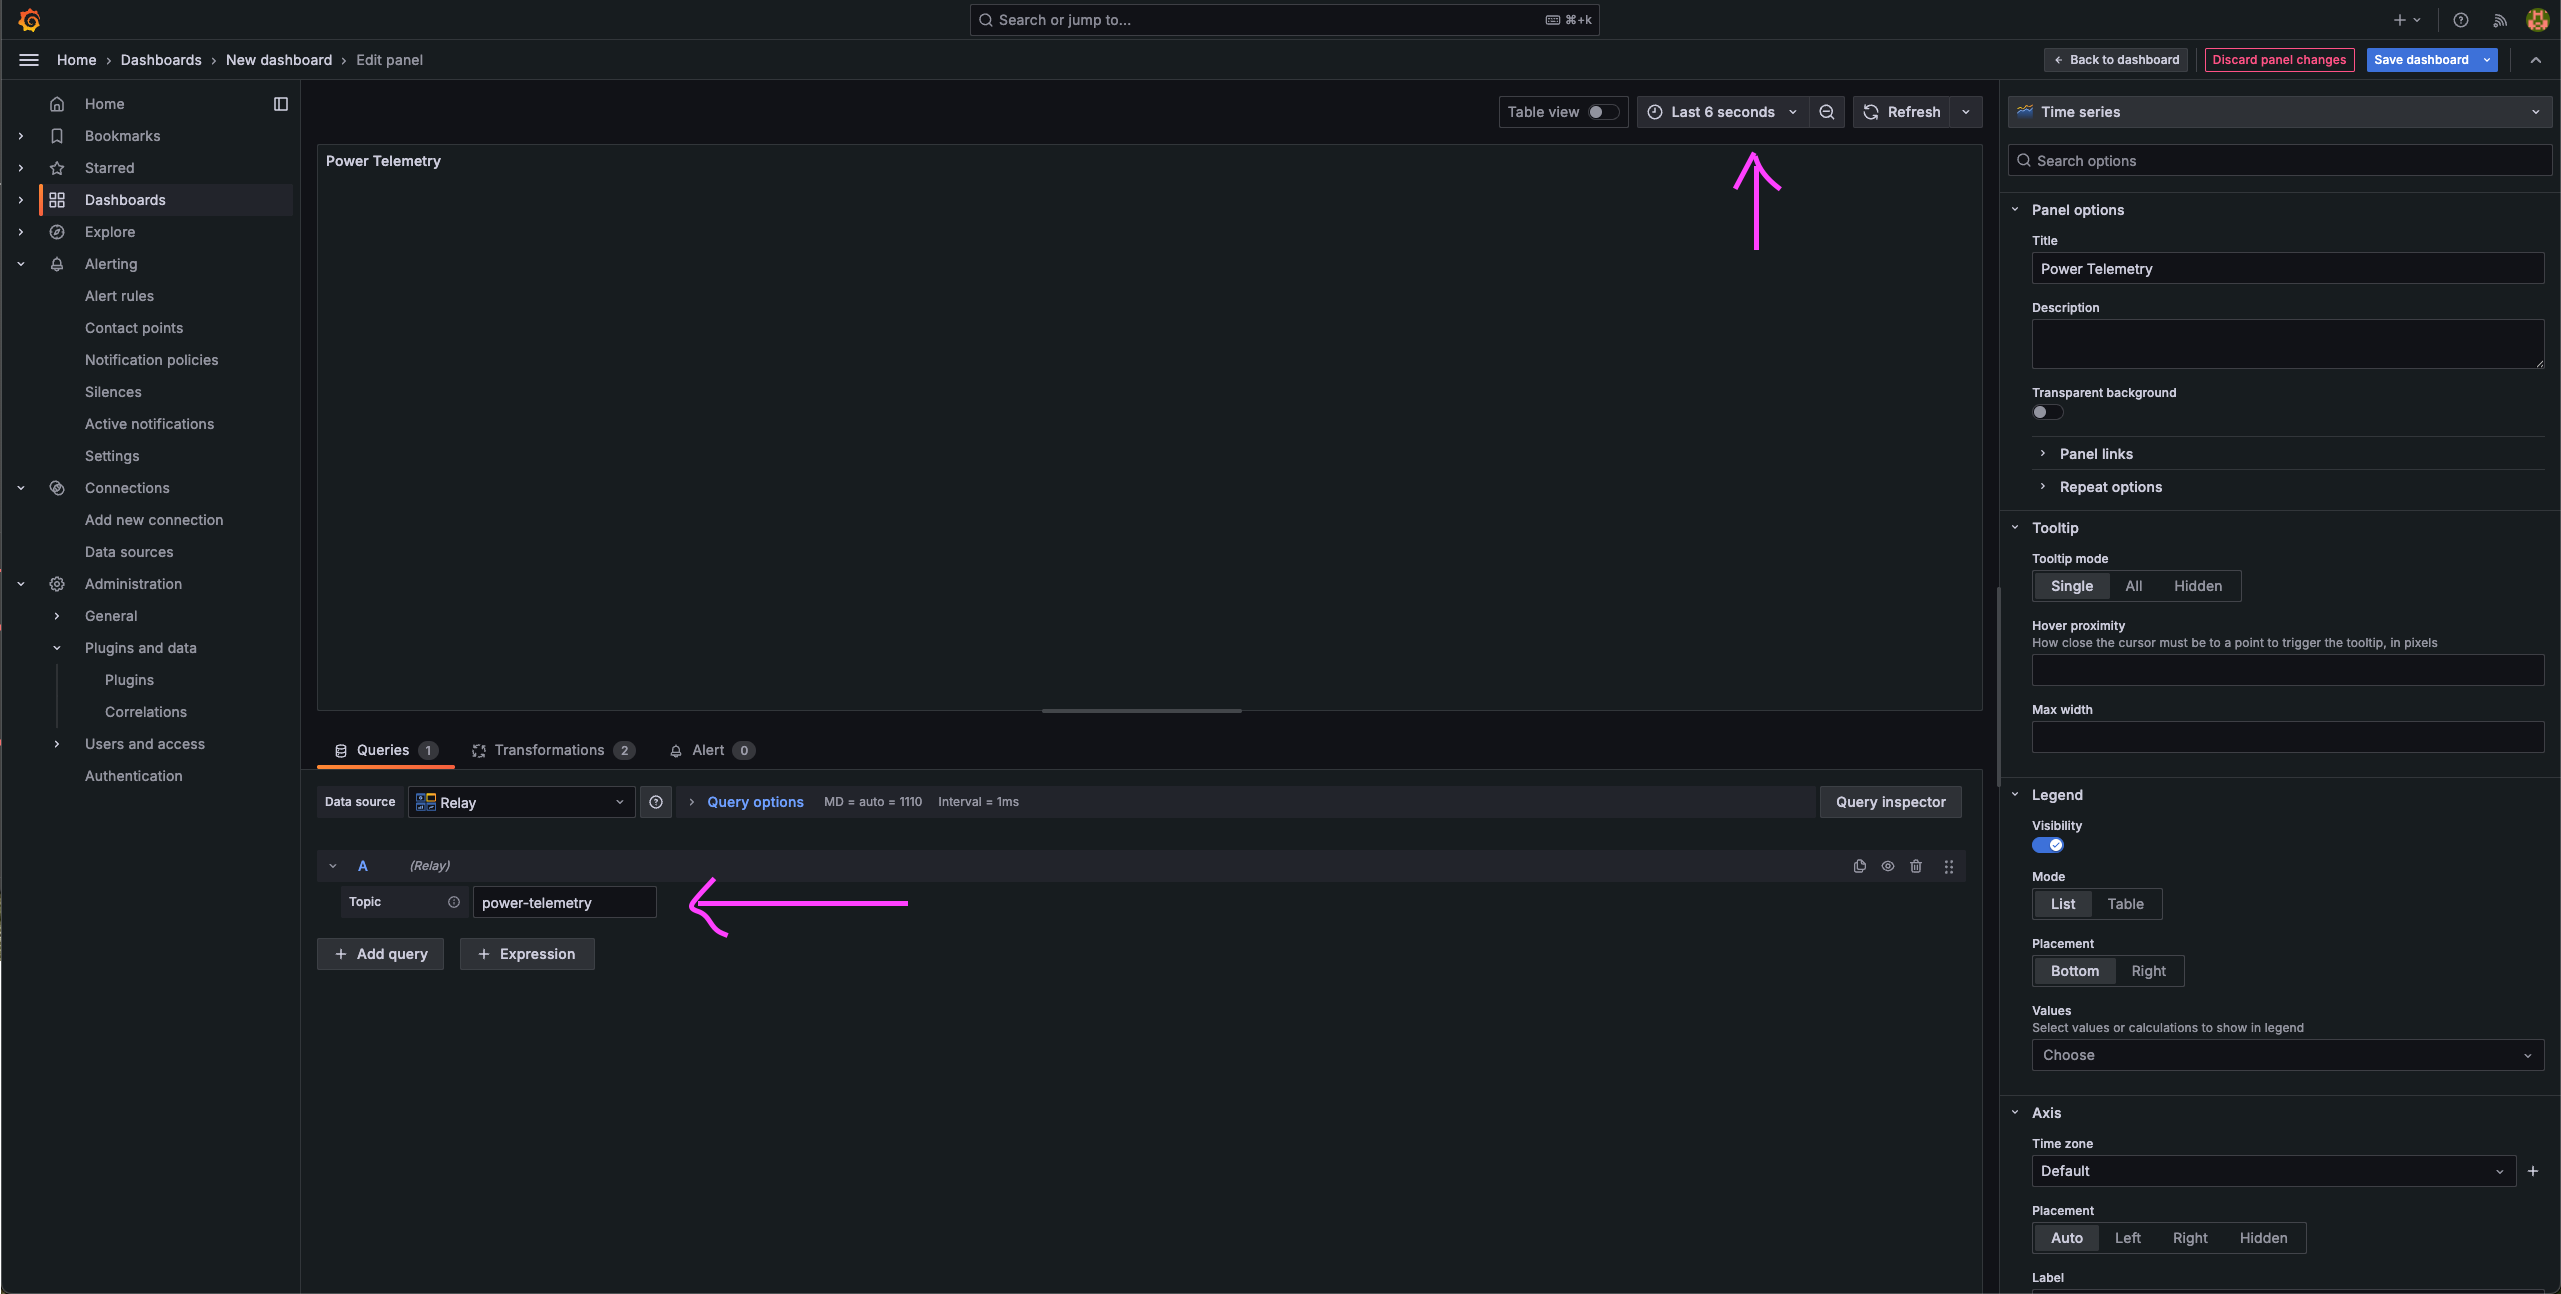 Search or jump to...
⌘+k
Home › Dashboards › New dashboard › Edit panel
Back to dashboard
Discard panel changes
Save dashboard
Home
Bookmarks
Starred
Dashboards
Explore
Alerting
Alert rules
Contact points
Notification policies
Silences
Active notifications
Settings
Connections
Add new connection
Data sources
Administration
General
Plugins and data
Plugins
Correlations
Users and access
Authentication
Table view
Last 6 seconds
Refresh
Power Telemetry
Queries 1
Transformations 2
Alert 0
Data source
Relay
Query options
MD = auto = 1110
Interval = 1ms
Query inspector
A
(Relay)
Topic
power-telemetry
+ Add query
+ Expression
Time series
Search options
Panel options
Title
Power Telemetry
Description
Transparent background
Panel links
Repeat options
Tooltip
Tooltip mode
Single All Hidden
Hover proximity
How close the cursor must be to a point to trigger the tooltip, in pixels
Max width
Legend
Visibility
Mode
List Table
Placement
Bottom Right
Values
Select values or calculations to show in legend
Choose
Axis
Time zone
Default
Placement
Auto Left Right Hidden
Label